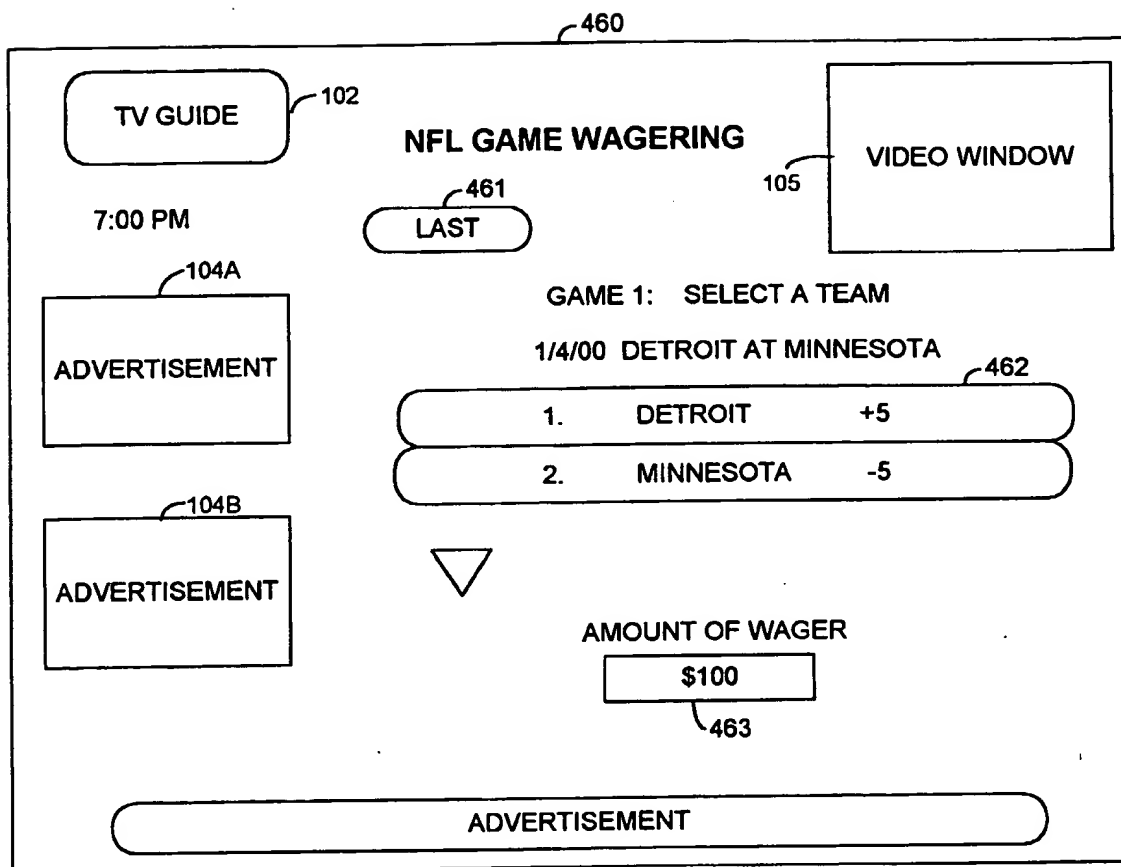 460
TV GUIDE
102
NFL GAME WAGERING
VIDEO WINDOW
105
7:00 PM
461
LAST
104A
ADVERTISEMENT
GAME 1: SELECT A TEAM
1/4/00 DETROIT AT MINNESOTA
462
1. DETROIT +5
2. MINNESOTA -5
104B
ADVERTISEMENT
AMOUNT OF WAGER
$100
463
ADVERTISEMENT